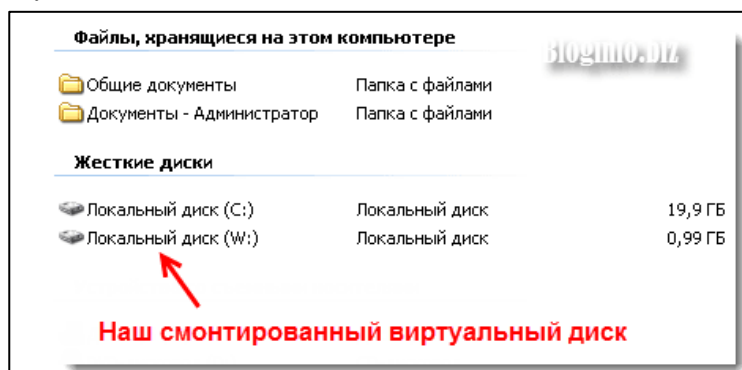 Файлы, хранящиеся на этом компьютере
Bloginfo.biz
Общие документы Папка с файлами
Документы - Администратор Папка с файлами
Жесткие диски
Локальный диск (C:) Локальный диск 19,9 ГБ
Локальный диск (W:) Локальный диск 0,99 ГБ
Наш смонтированный виртуальный диск